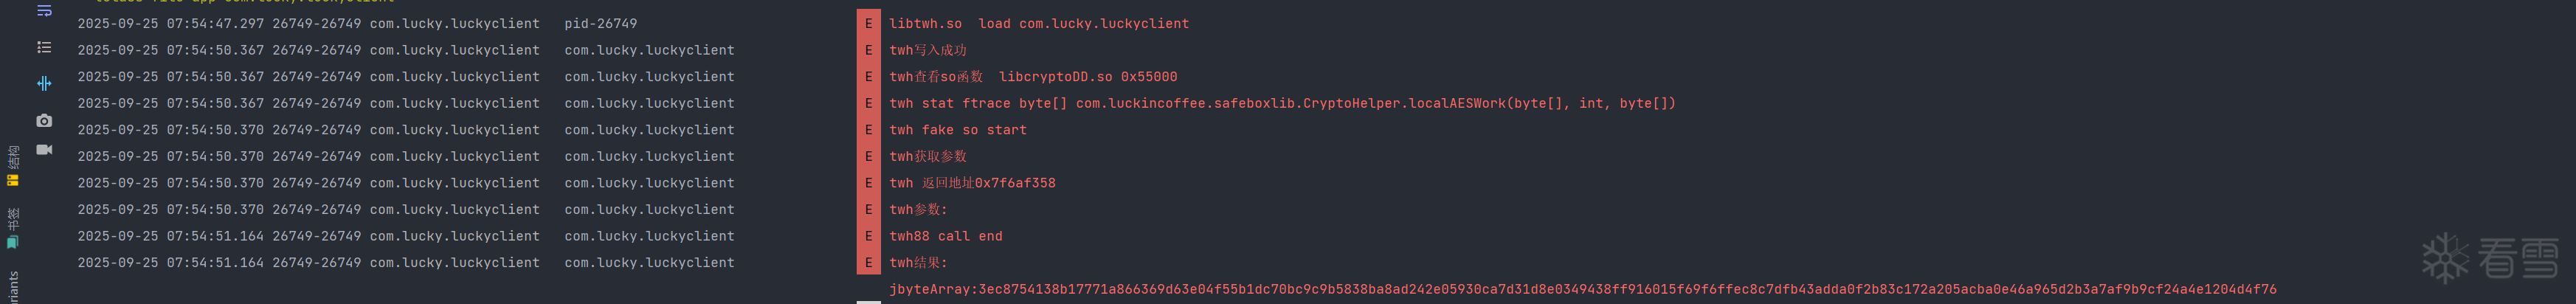 2025-09-25 07:54:47.297 26749-26749 com.lucky.luckyclient pid-26749 E libtwh.so load com.lucky.luckyclient
2025-09-25 07:54:50.367 26749-26749 com.lucky.luckyclient com.lucky.luckyclient E twh写入成功
2025-09-25 07:54:50.367 26749-26749 com.lucky.luckyclient com.lucky.luckyclient E twh查看so函数 libcryptoDD.so 0x55000
2025-09-25 07:54:50.367 26749-26749 com.lucky.luckyclient com.lucky.luckyclient E twh stat ftrace byte[] com.luckincoffee.safeboxlib.CryptoHelper.localAESWork(byte[], int, byte[])
2025-09-25 07:54:50.370 26749-26749 com.lucky.luckyclient com.lucky.luckyclient E twh fake so start
2025-09-25 07:54:50.370 26749-26749 com.lucky.luckyclient com.lucky.luckyclient E twh获取参数
2025-09-25 07:54:50.370 26749-26749 com.lucky.luckyclient com.lucky.luckyclient E twh 返回地址0x7f6af358
2025-09-25 07:54:50.370 26749-26749 com.lucky.luckyclient com.lucky.luckyclient E twh参数:
2025-09-25 07:54:51.164 26749-26749 com.lucky.luckyclient com.lucky.luckyclient E twh88 call end
2025-09-25 07:54:51.164 26749-26749 com.lucky.luckyclient com.lucky.luckyclient E twh结果:
jbyteArray:3ec8754138b17771a866369d63e04f55b1dc70bc9c9b5838ba8ad242e05930ca7d31d8e0349438ff916015f69f6ffec8c7dfb43adda0f2b83c172a205acba0e46a965d2b3a7af9b9cf24a4e1204d4f76
结构
书签
看雪